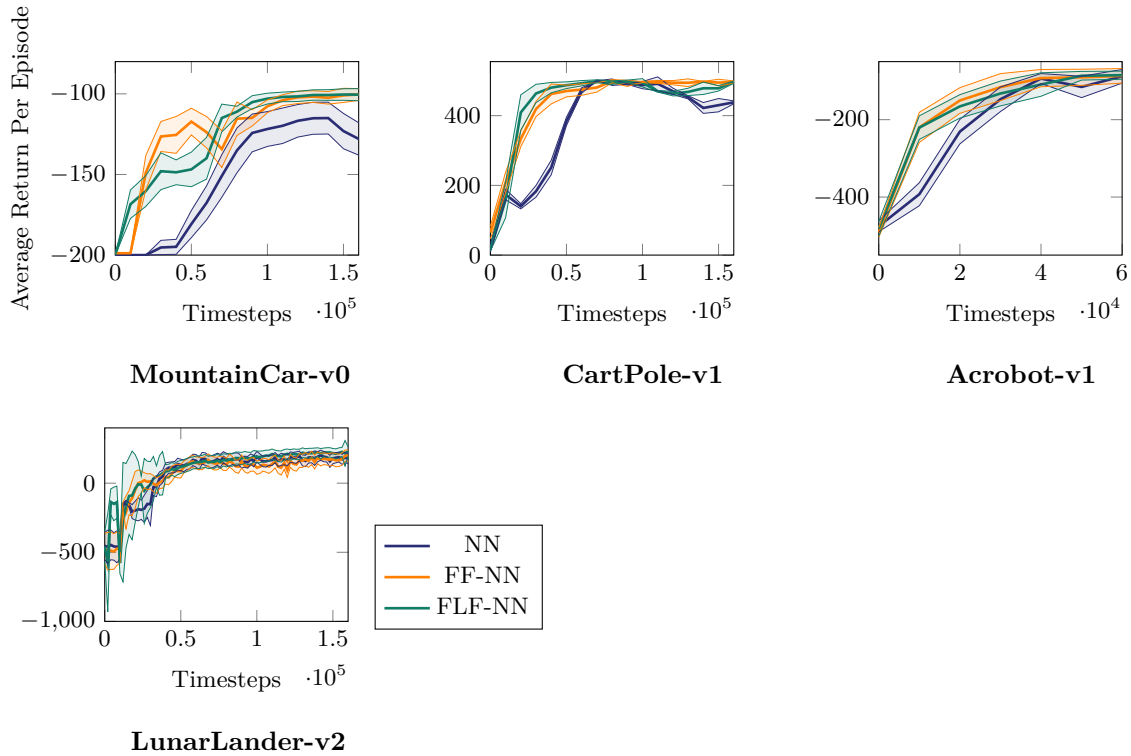 Average Return Per Episode
−100
−150
−200
0 0.5 1 1.5
Timesteps ·10^5
MountainCar-v0
400
200
0
0 0.5 1 1.5
Timesteps ·10^5
CartPole-v1
−200
−400
0 2 4 6
Timesteps ·10^4
Acrobot-v1
0
−500
−1,000
0 0.5 1 1.5
Timesteps ·10^5
LunarLander-v2
NN
FF-NN
FLF-NN